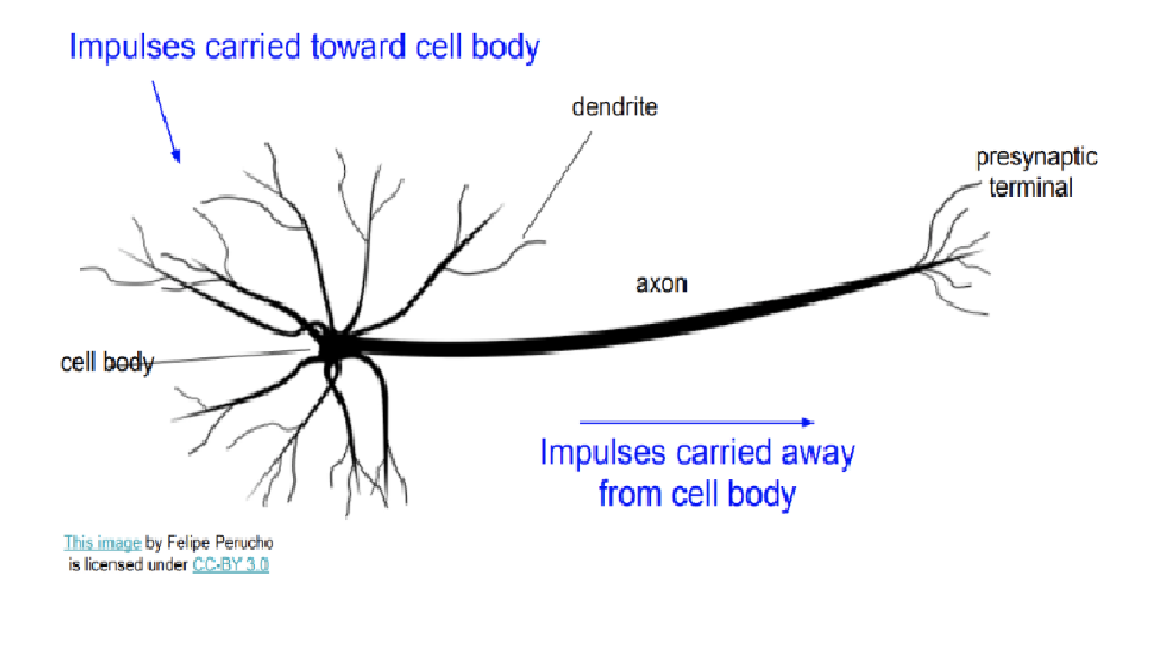 Impulses carried toward cell body
dendrite
presynaptic
terminal
axon
cell body
Impulses carried away
from cell body
This image by Felipe Perucho
is licensed under CC-BY 3.0